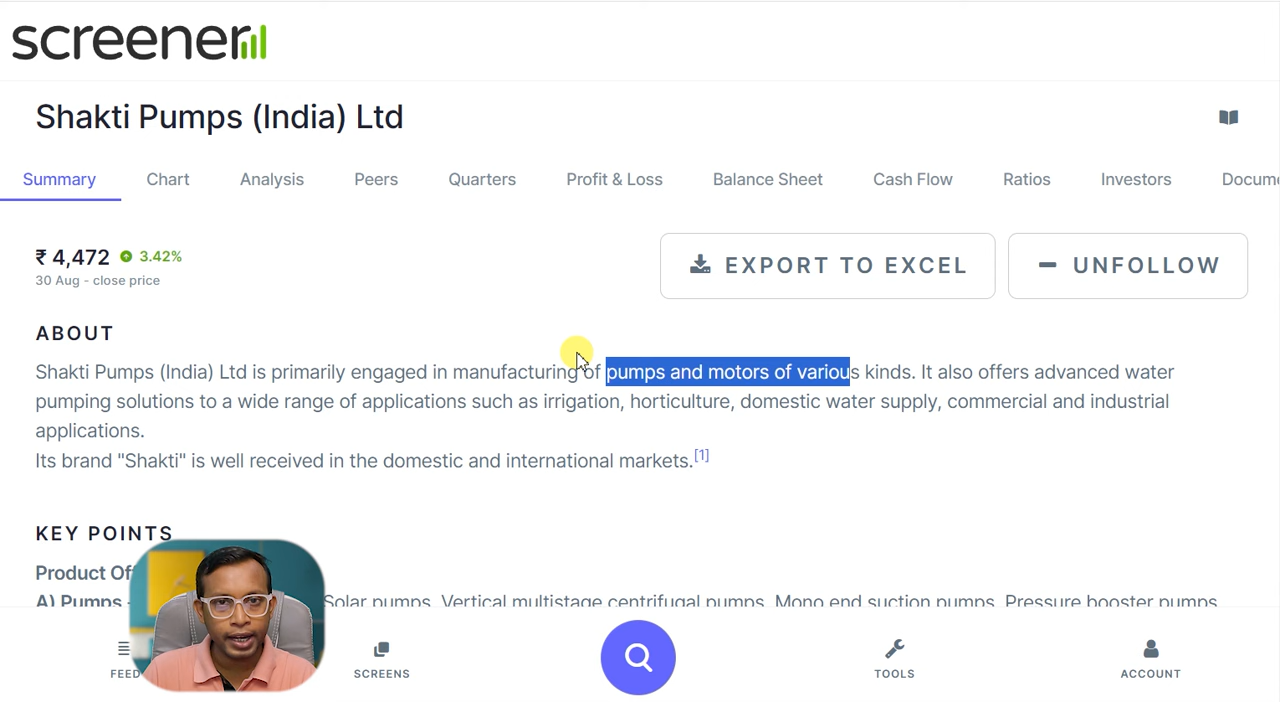 screener
Shakti Pumps (India) Ltd
Summary Chart Analysis Peers Quarters Profit & Loss Balance Sheet Cash Flow Ratios Investors Docume
₹ 4,472 3.42%
30 Aug - close price
EXPORT TO EXCEL UNFOLLOW
ABOUT
Shakti Pumps (India) Ltd is primarily engaged in manufacturing of pumps and motors of various kinds. It also offers advanced water
pumping solutions to a wide range of applications such as irrigation, horticulture, domestic water supply, commercial and industrial
applications.
Its brand "Shakti" is well received in the domestic and international markets.[1]
KEY POINTS
Product Of
A) Pumps - Solar pumps, Vertical multistage centrifugal pumps, Mono end suction pumps, Pressure booster pumps,
FEED SCREENS TOOLS ACCOUNT